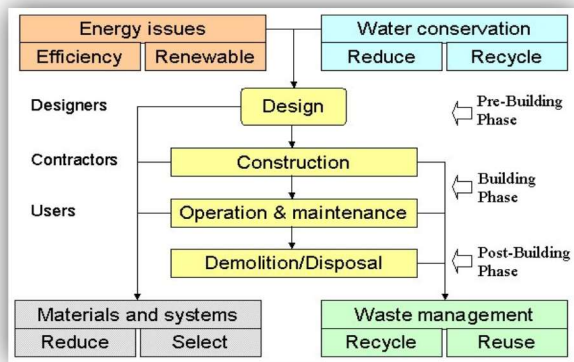 Energy issues
Efficiency
Renewable
Water conservation
Reduce
Recycle
Designers
Design
Pre-Building
Phase
Contractors
Construction
Building
Phase
Users
Operation & maintenance
Demolition/Disposal
Post-Building
Phase
Materials and systems
Reduce
Select
Waste management
Recycle
Reuse